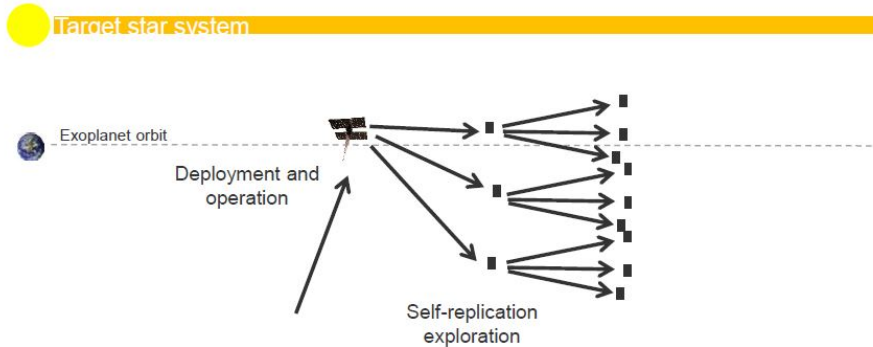 Target star system
Exoplanet orbit
Deployment and
operation
Self-replication
exploration